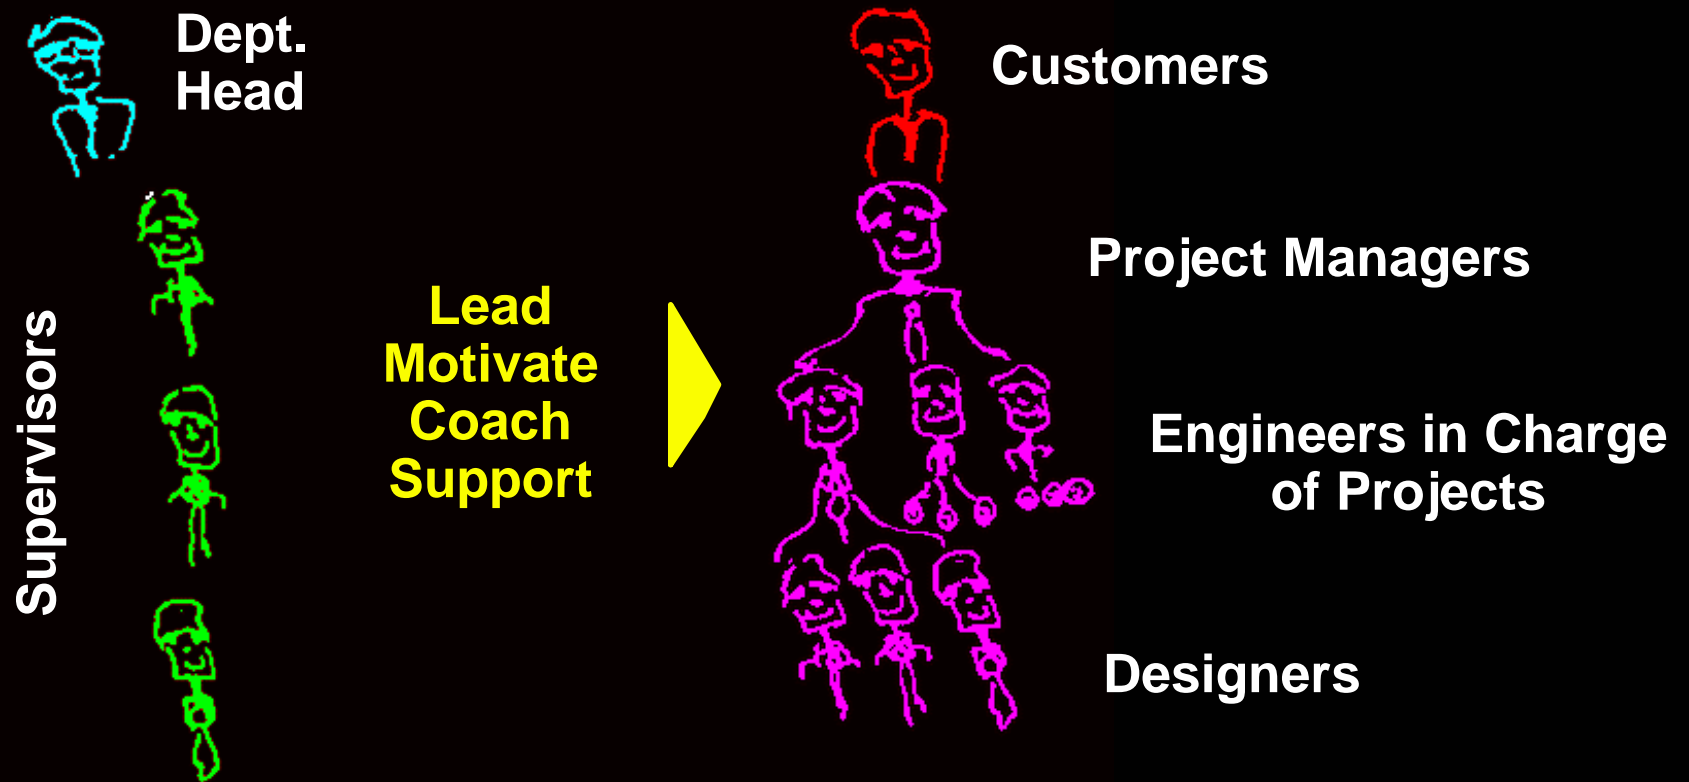 Dept.
Head
Customers
Project Managers
Supervisors
Lead
Motivate
Coach
Support
Engineers in Charge
of Projects
Designers